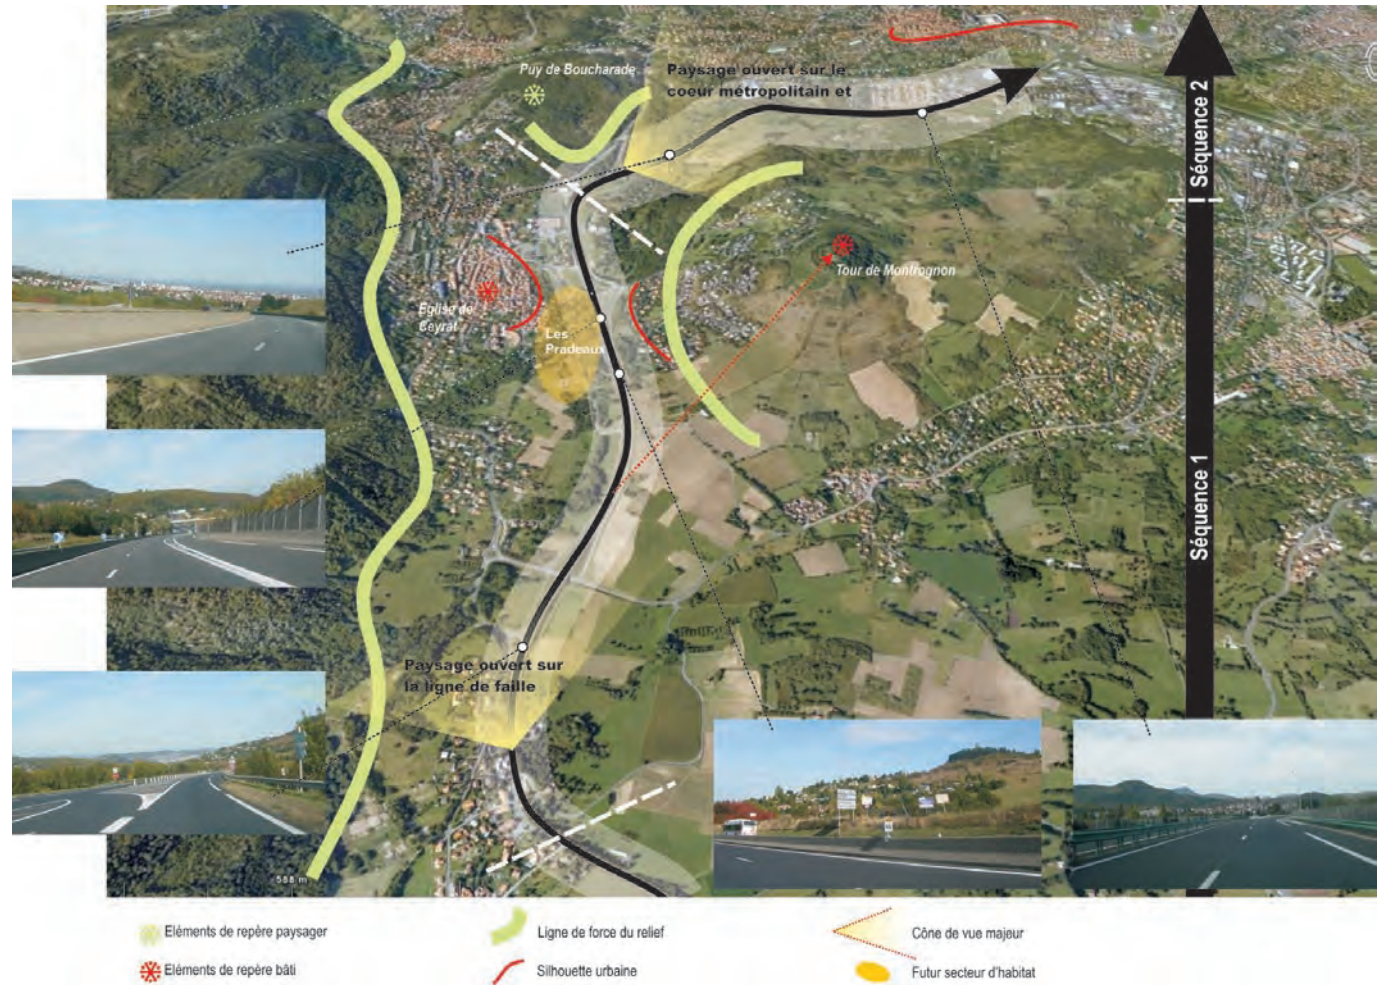 Puy de Boucharade
Paysage ouvert sur le
coeur métropolitain et
Séquence 2
Tour de Montrognon
Eglise de
Ceyrat
Les
Pradeaux
Séquence 1
Paysage ouvert sur
la ligne de faille
588 m
Eléments de repère paysager
Ligne de force du relief
Cône de vue majeur
Eléments de repère bâti
Silhouette urbaine
Futur secteur d'habitat